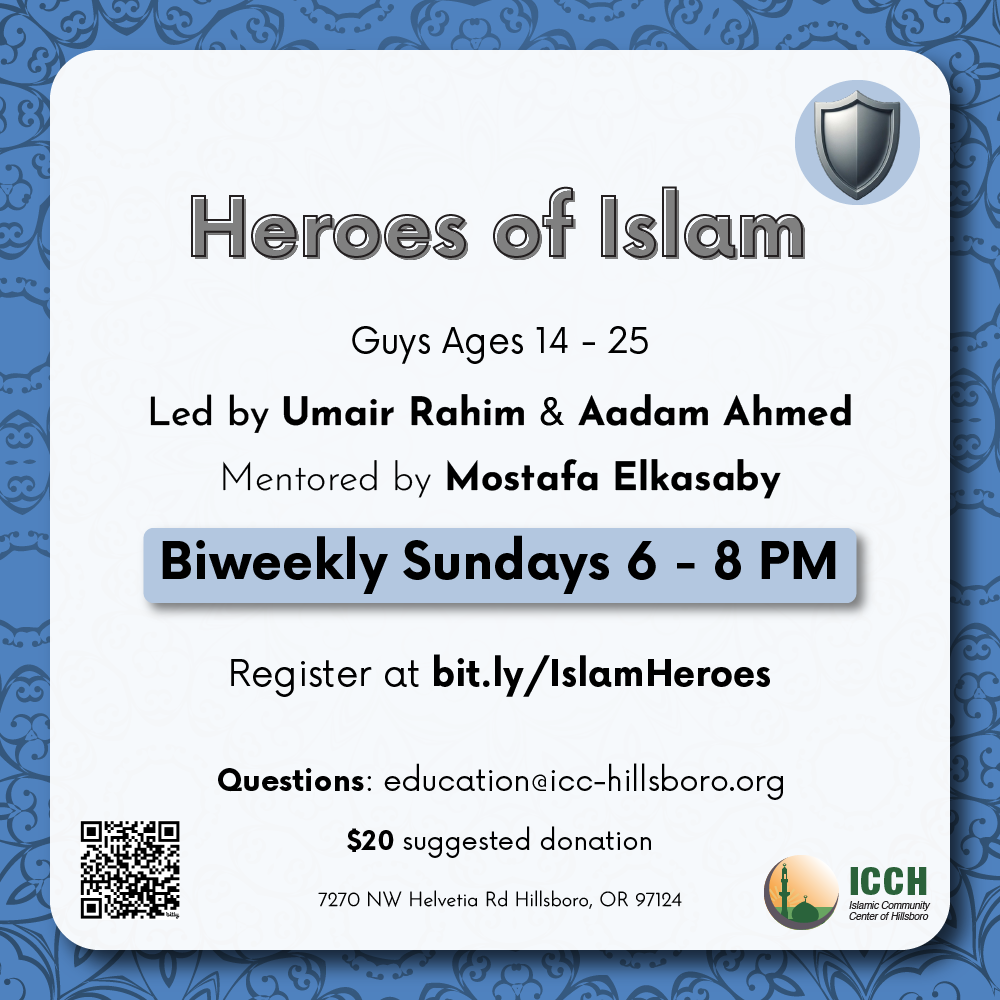 Heroes of Islam
Guys Ages 14 - 25
Led by Umair Rahim & Aadam Ahmed
Mentored by Mostafa Elkasaby
Biweekly Sundays 6 - 8 PM
Register at bit.ly/IslamHeroes
Questions: education@icc-hillsboro.org
$20 suggested donation
7270 NW Helvetia Rd Hillsboro, OR 97124
bitly
ICCH
Islamic Community
Center of Hillsboro